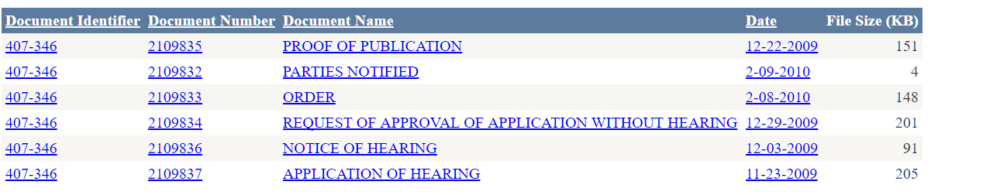 Document Identifier Document Number Document Name Date File Size (KB)
407-346 2109835 PROOF OF PUBLICATION 12-22-2009 151
407-346 2109832 PARTIES NOTIFIED 2-09-2010 4
407-346 2109833 ORDER 2-08-2010 148
407-346 2109834 REQUEST OF APPROVAL OF APPLICATION WITHOUT HEARING 12-29-2009 201
407-346 2109836 NOTICE OF HEARING 12-03-2009 91
407-346 2109837 APPLICATION OF HEARING 11-23-2009 205